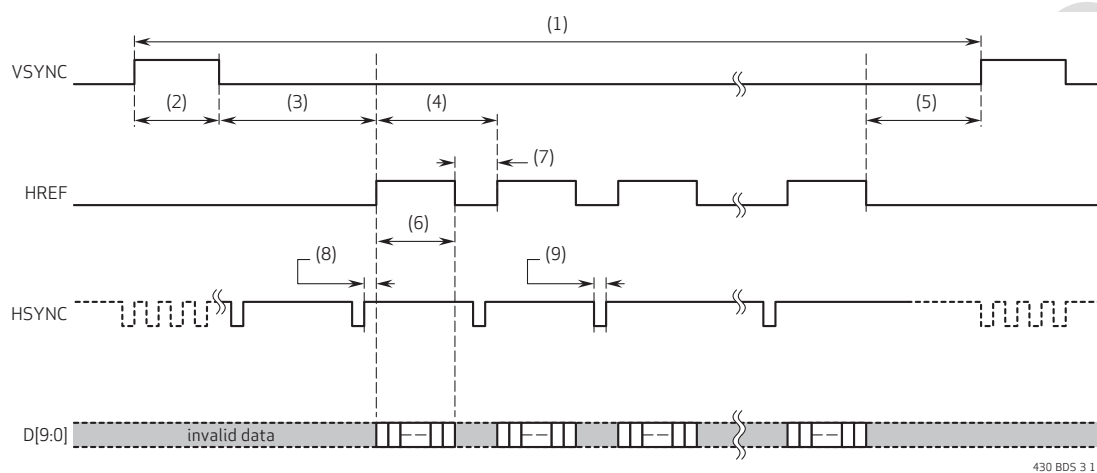 (1)
VSYNC
(2)
(3)
(4)
(5)
(7)
HREF
(6)
(8)
(9)
HSYNC
D[9:0]
invalid data
430 BDS 3 1